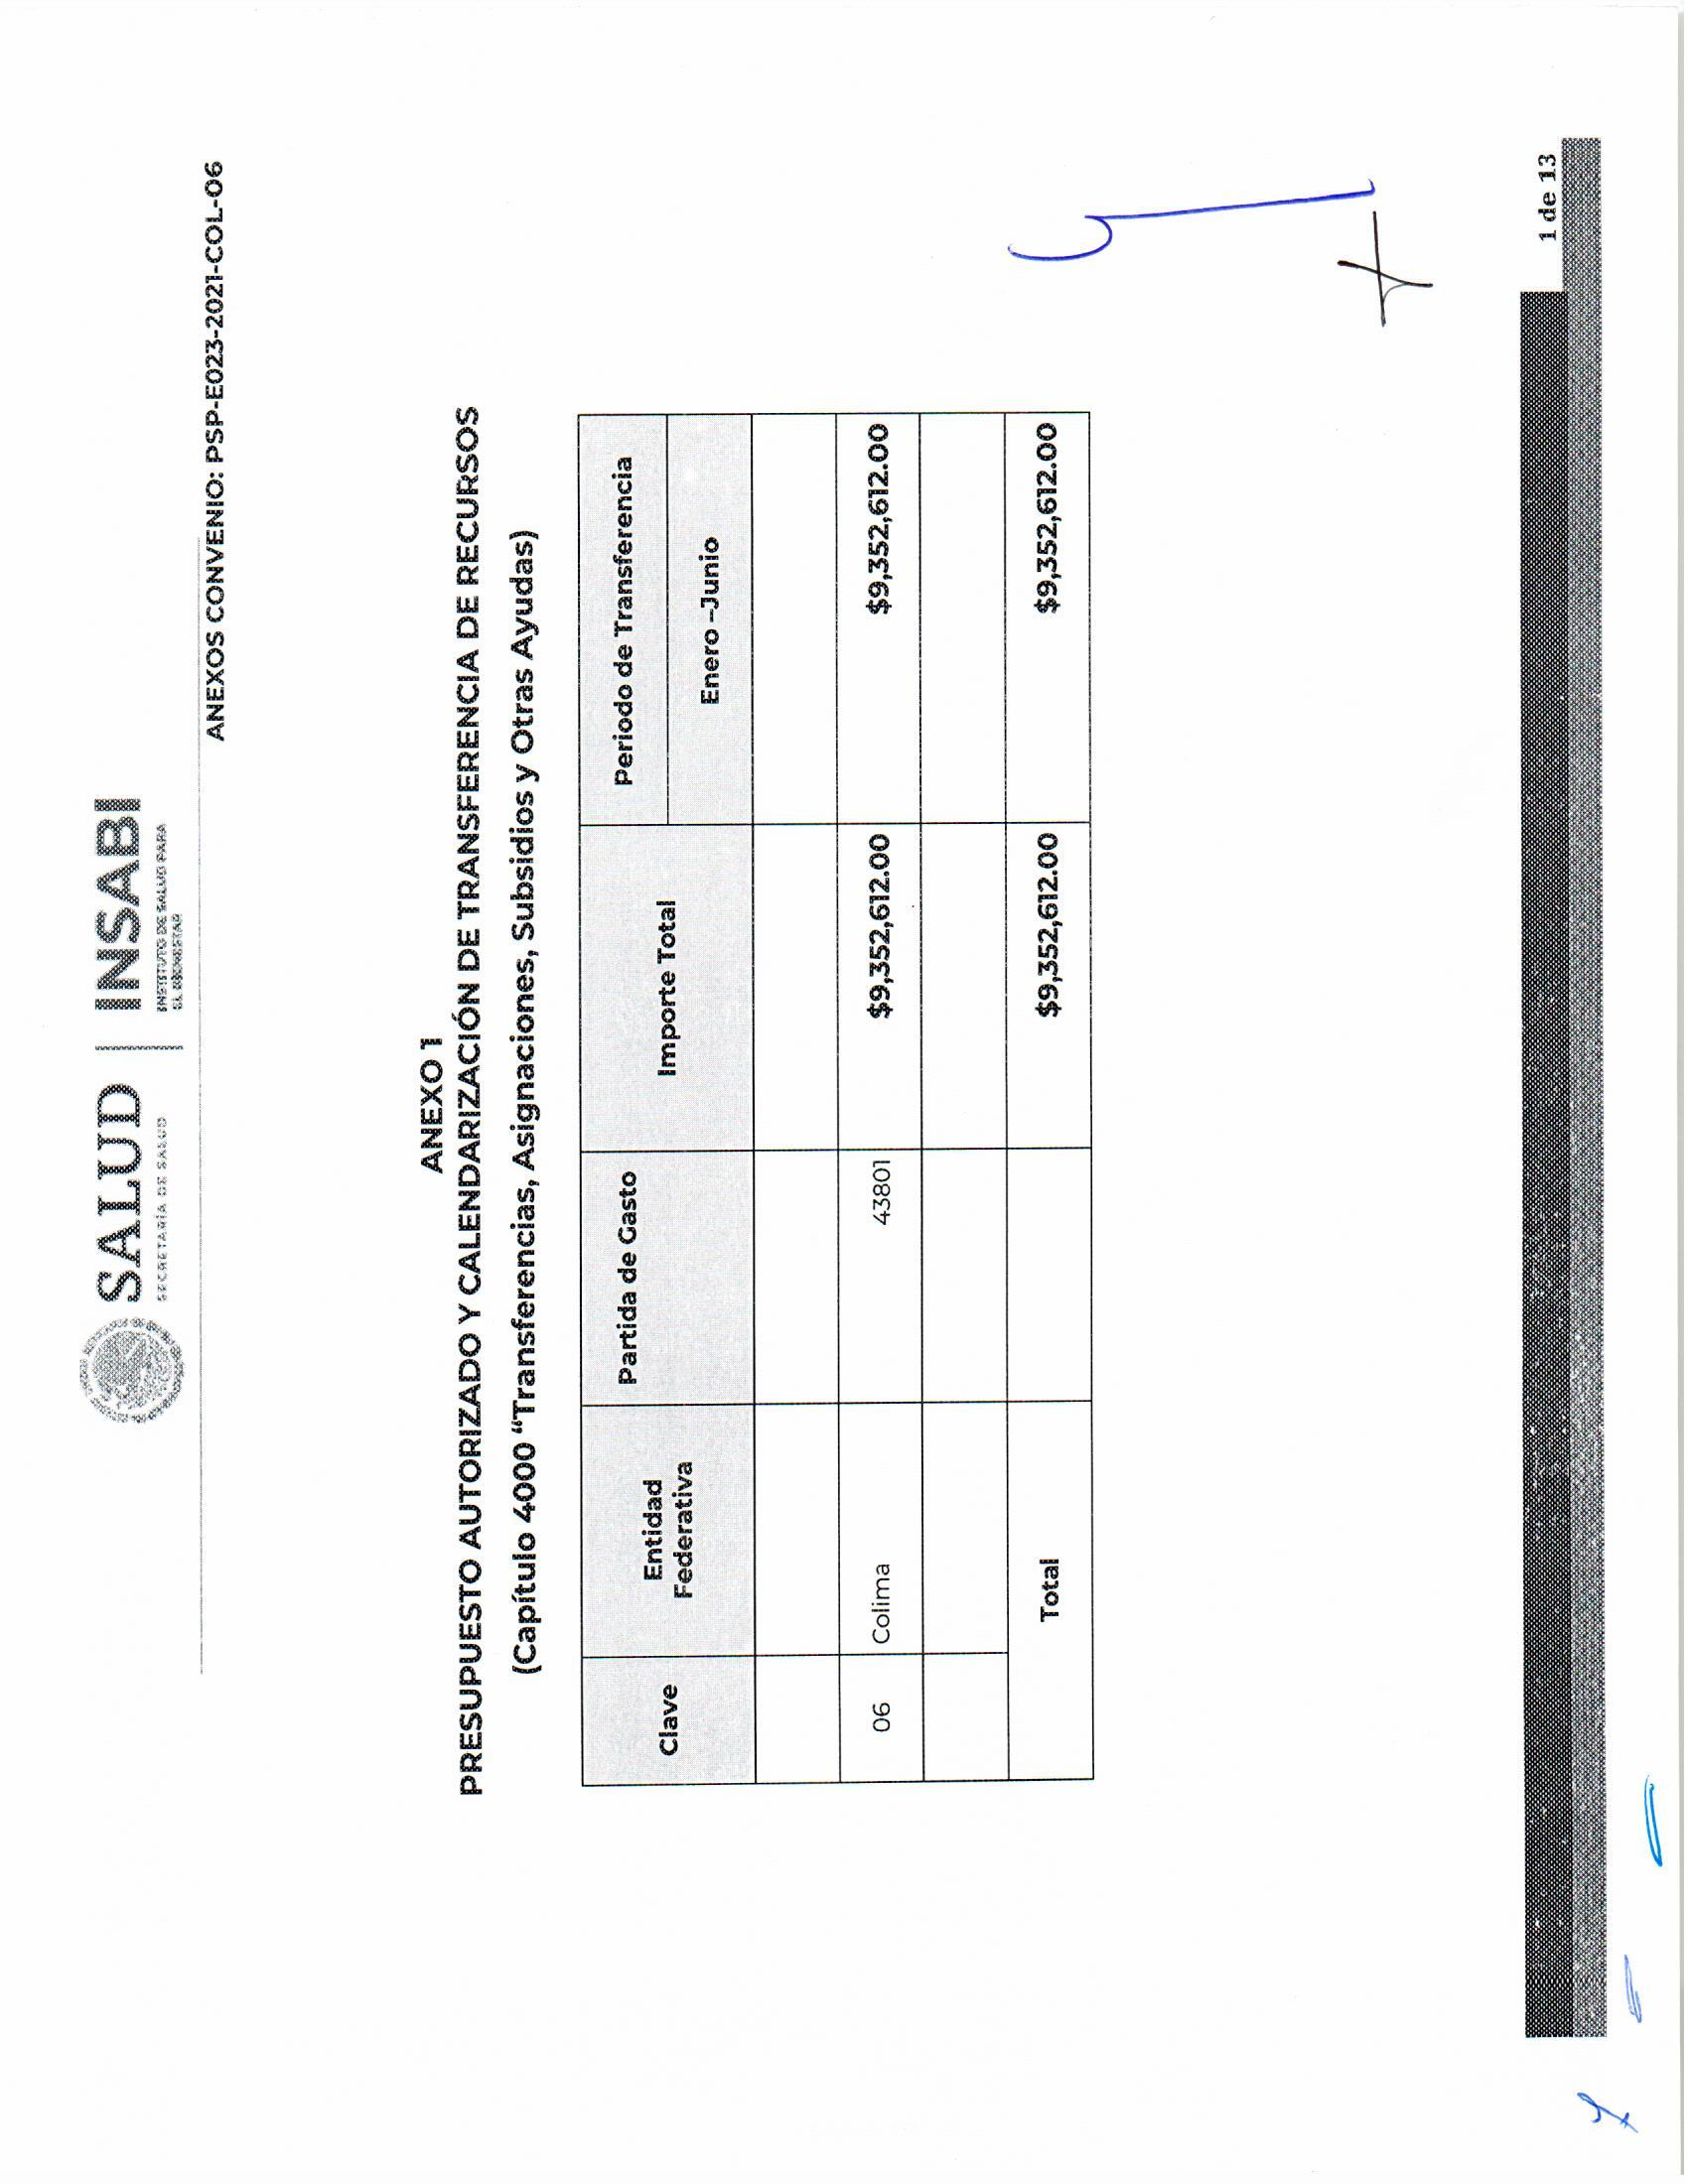 SALUD
SECRETARÍA DE SALUD
INSABI
INSTITUTO DE SALUD PARA
EL BIENESTAR
ANEXOS CONVENIO: PSP-E023-2021-COL-06
ANEXO 1
PRESUPUESTO AUTORIZADO Y CALENDARIZACIÓN DE TRANSFERENCIA DE RECURSOS
(Capítulo 4000 “Transferencias, Asignaciones, Subsidios y Otras Ayudas)
Clave
Entidad
Federativa
Partida de Gasto
Importe Total
Periodo de Transferencia
Enero –Junio
06 Colima 43801 $9,352,612.00 $9,352,612.00
Total $9,352,612.00 $9,352,612.00
1 de 13